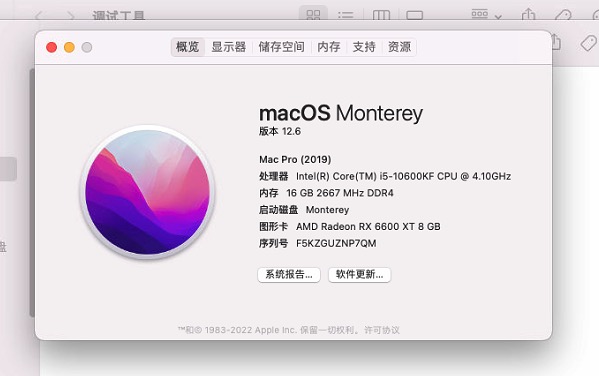 调试工具
概览 显示器 储存空间 内存 支持 资源
macOS Monterey
版本 12.6
Mac Pro (2019)
处理器 Intel(R) Core(TM) i5-10600KF CPU @ 4.10GHz
内存 16 GB 2667 MHz DDR4
启动磁盘 Monterey
图形卡 AMD Radeon RX 6600 XT 8 GB
序列号 F5KZGUZNP7QM
盘
系统报告... 软件更新...
™和© 1983-2022 Apple Inc. 保留一切权利。许可协议